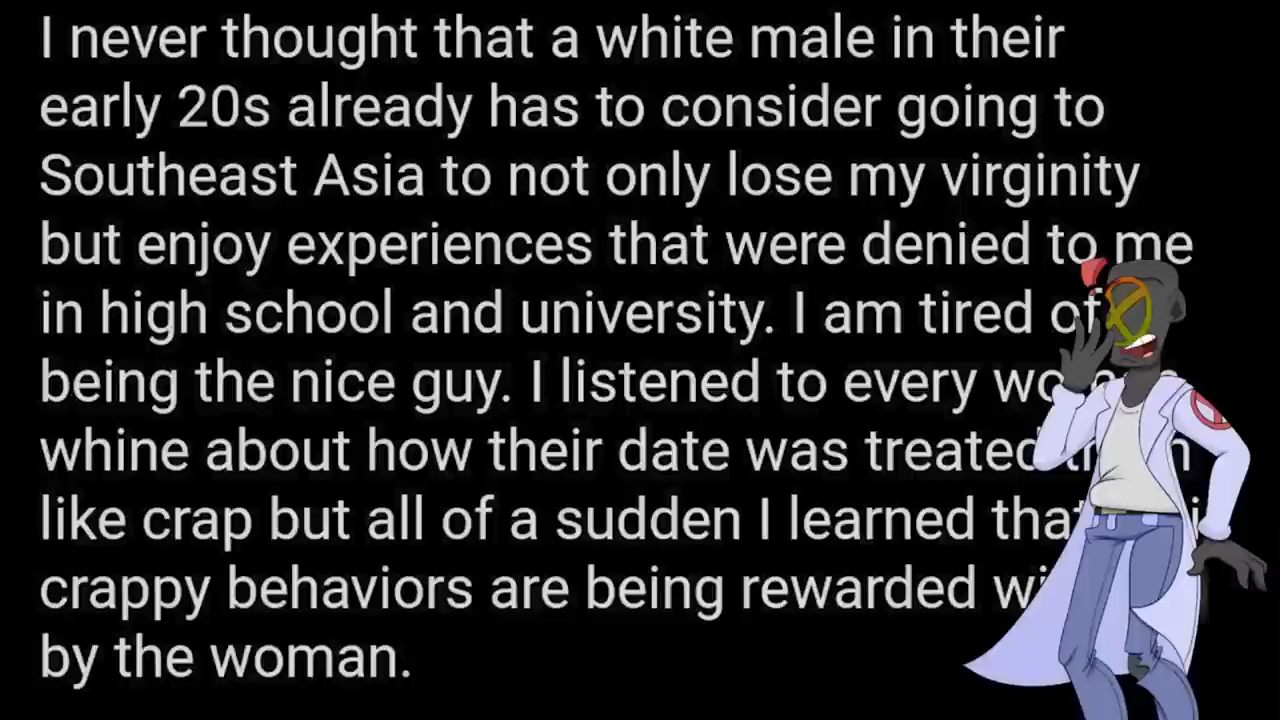 I never thought that a white male in their
early 20s already has to consider going to
Southeast Asia to not only lose my virginity
but enjoy experiences that were denied to me
in high school and university. I am tired of
being the nice guy. I listened to every
whine about how their date was treated
like crap but all of a sudden I learned
crappy behaviors are being rewarded
by the woman.